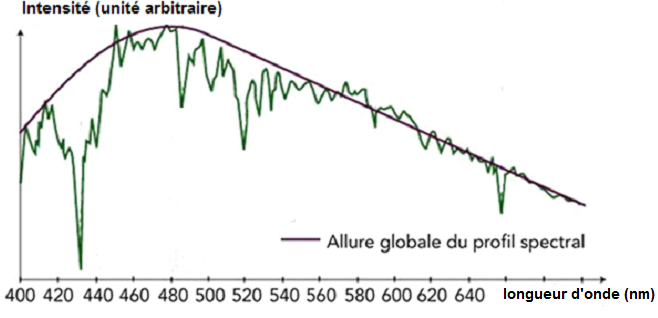 Intensité (unité arbitraire)
Allure globale du profil spectral
400 420 440 460 480 500 520 540 560 580 600 620 640 longueur d'onde (nm)